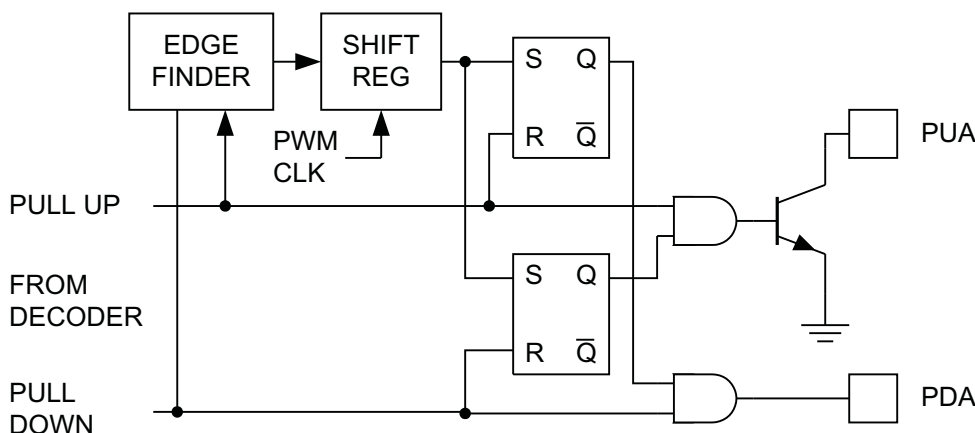 EDGE
FINDER
SHIFT
REG
S Q
R Q̅
PWM
CLK
PUA
PULL UP
FROM
DECODER
S Q
R Q̅
PULL
DOWN
PDA